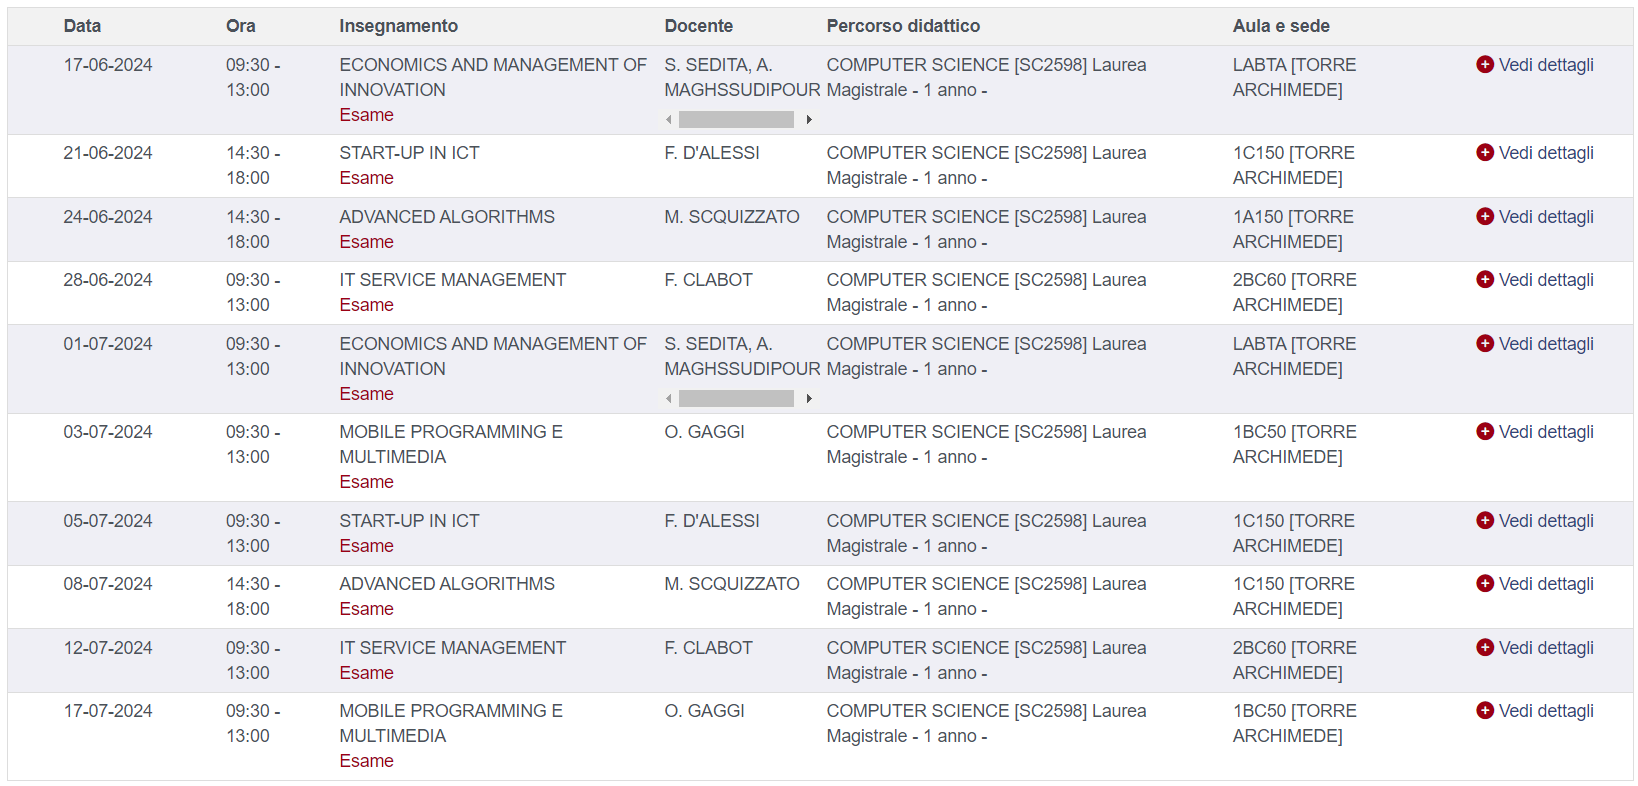 Data Ora Insegnamento Docente Percorso didattico Aula e sede
17-06-2024 09:30 - ECONOMICS AND MANAGEMENT OF S. SEDITA, A. COMPUTER SCIENCE [SC2598] Laurea LABTA [TORRE Vedi dettagli
13:00 INNOVATION MAGHSSUDIPOUR Magistrale - 1 anno - ARCHIMEDE]
Esame
21-06-2024 14:30 - START-UP IN ICT F. D'ALESSI COMPUTER SCIENCE [SC2598] Laurea 1C150 [TORRE Vedi dettagli
18:00 Esame Magistrale - 1 anno - ARCHIMEDE]
24-06-2024 14:30 - ADVANCED ALGORITHMS M. SCQUIZZATO COMPUTER SCIENCE [SC2598] Laurea 1A150 [TORRE Vedi dettagli
18:00 Esame Magistrale - 1 anno - ARCHIMEDE]
28-06-2024 09:30 - IT SERVICE MANAGEMENT F. CLABOT COMPUTER SCIENCE [SC2598] Laurea 2BC60 [TORRE Vedi dettagli
13:00 Esame Magistrale - 1 anno - ARCHIMEDE]
01-07-2024 09:30 - ECONOMICS AND MANAGEMENT OF S. SEDITA, A. COMPUTER SCIENCE [SC2598] Laurea LABTA [TORRE Vedi dettagli
13:00 INNOVATION MAGHSSUDIPOUR Magistrale - 1 anno - ARCHIMEDE]
Esame
03-07-2024 09:30 - MOBILE PROGRAMMING E O. GAGGI COMPUTER SCIENCE [SC2598] Laurea 1BC50 [TORRE Vedi dettagli
13:00 MULTIMEDIA Magistrale - 1 anno - ARCHIMEDE]
Esame
05-07-2024 09:30 - START-UP IN ICT F. D'ALESSI COMPUTER SCIENCE [SC2598] Laurea 1C150 [TORRE Vedi dettagli
13:00 Esame Magistrale - 1 anno - ARCHIMEDE]
08-07-2024 14:30 - ADVANCED ALGORITHMS M. SCQUIZZATO COMPUTER SCIENCE [SC2598] Laurea 1C150 [TORRE Vedi dettagli
18:00 Esame Magistrale - 1 anno - ARCHIMEDE]
12-07-2024 09:30 - IT SERVICE MANAGEMENT F. CLABOT COMPUTER SCIENCE [SC2598] Laurea 2BC60 [TORRE Vedi dettagli
13:00 Esame Magistrale - 1 anno - ARCHIMEDE]
17-07-2024 09:30 - MOBILE PROGRAMMING E O. GAGGI COMPUTER SCIENCE [SC2598] Laurea 1BC50 [TORRE Vedi dettagli
13:00 MULTIMEDIA Magistrale - 1 anno - ARCHIMEDE]
Esame